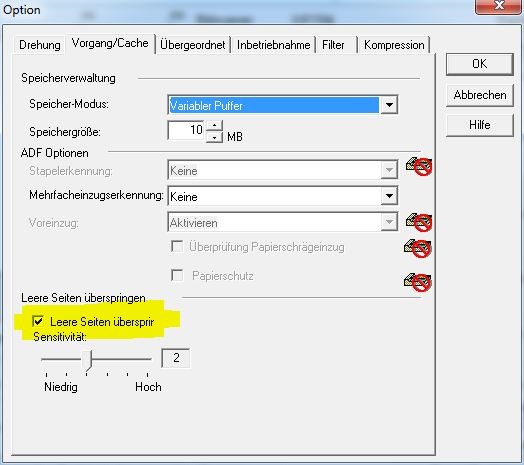 Option
Drehung Vorgang/Cache Übergeordnet Inbetriebnahme Filter Kompression
OK
Abbrechen
Hilfe
Speicherverwaltung
Speicher-Modus: Variabler Puffer
Speichergröße: 10 MB
ADF Optionen
Stapelerkennung: Keine
Mehrfacheinzugserkennung: Keine
Voreinzug: Aktivieren
Überprüfung Papierschrägeinzug
Papierschutz
Leere Seiten überspringen
Leere Seiten übersprir
Sensitivität:
2
Niedrig Hoch